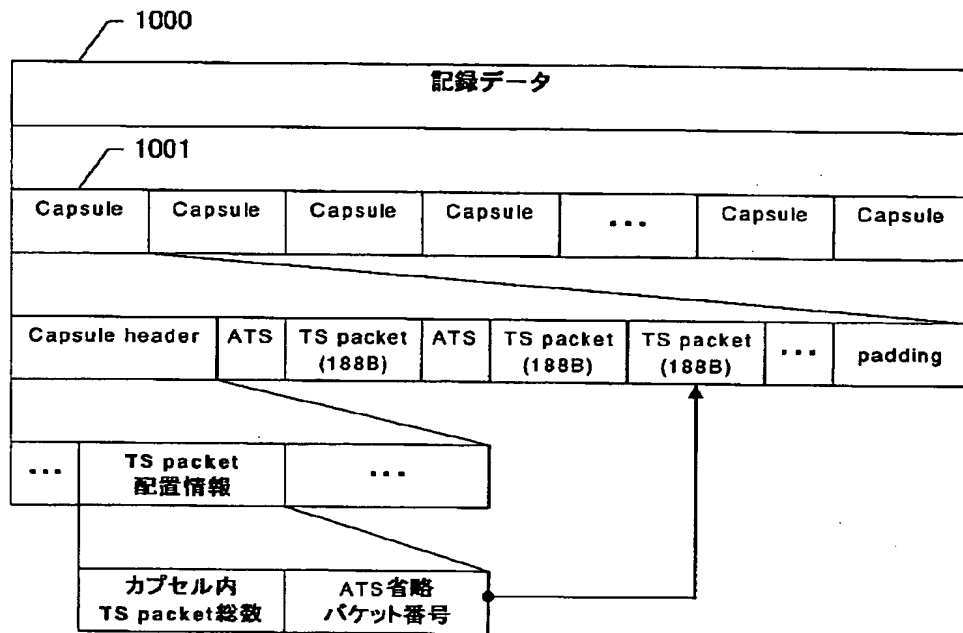 1000
記録データ
1001
Capsule Capsule Capsule Capsule ・・・ Capsule Capsule
Capsule header ATS TS packet ATS TS packet TS packet ・・・ padding
(188B) (188B) (188B)
・・・ TS packet ・・・
配置情報
カプセル内 ATS省略
TS packet総数 パケット番号